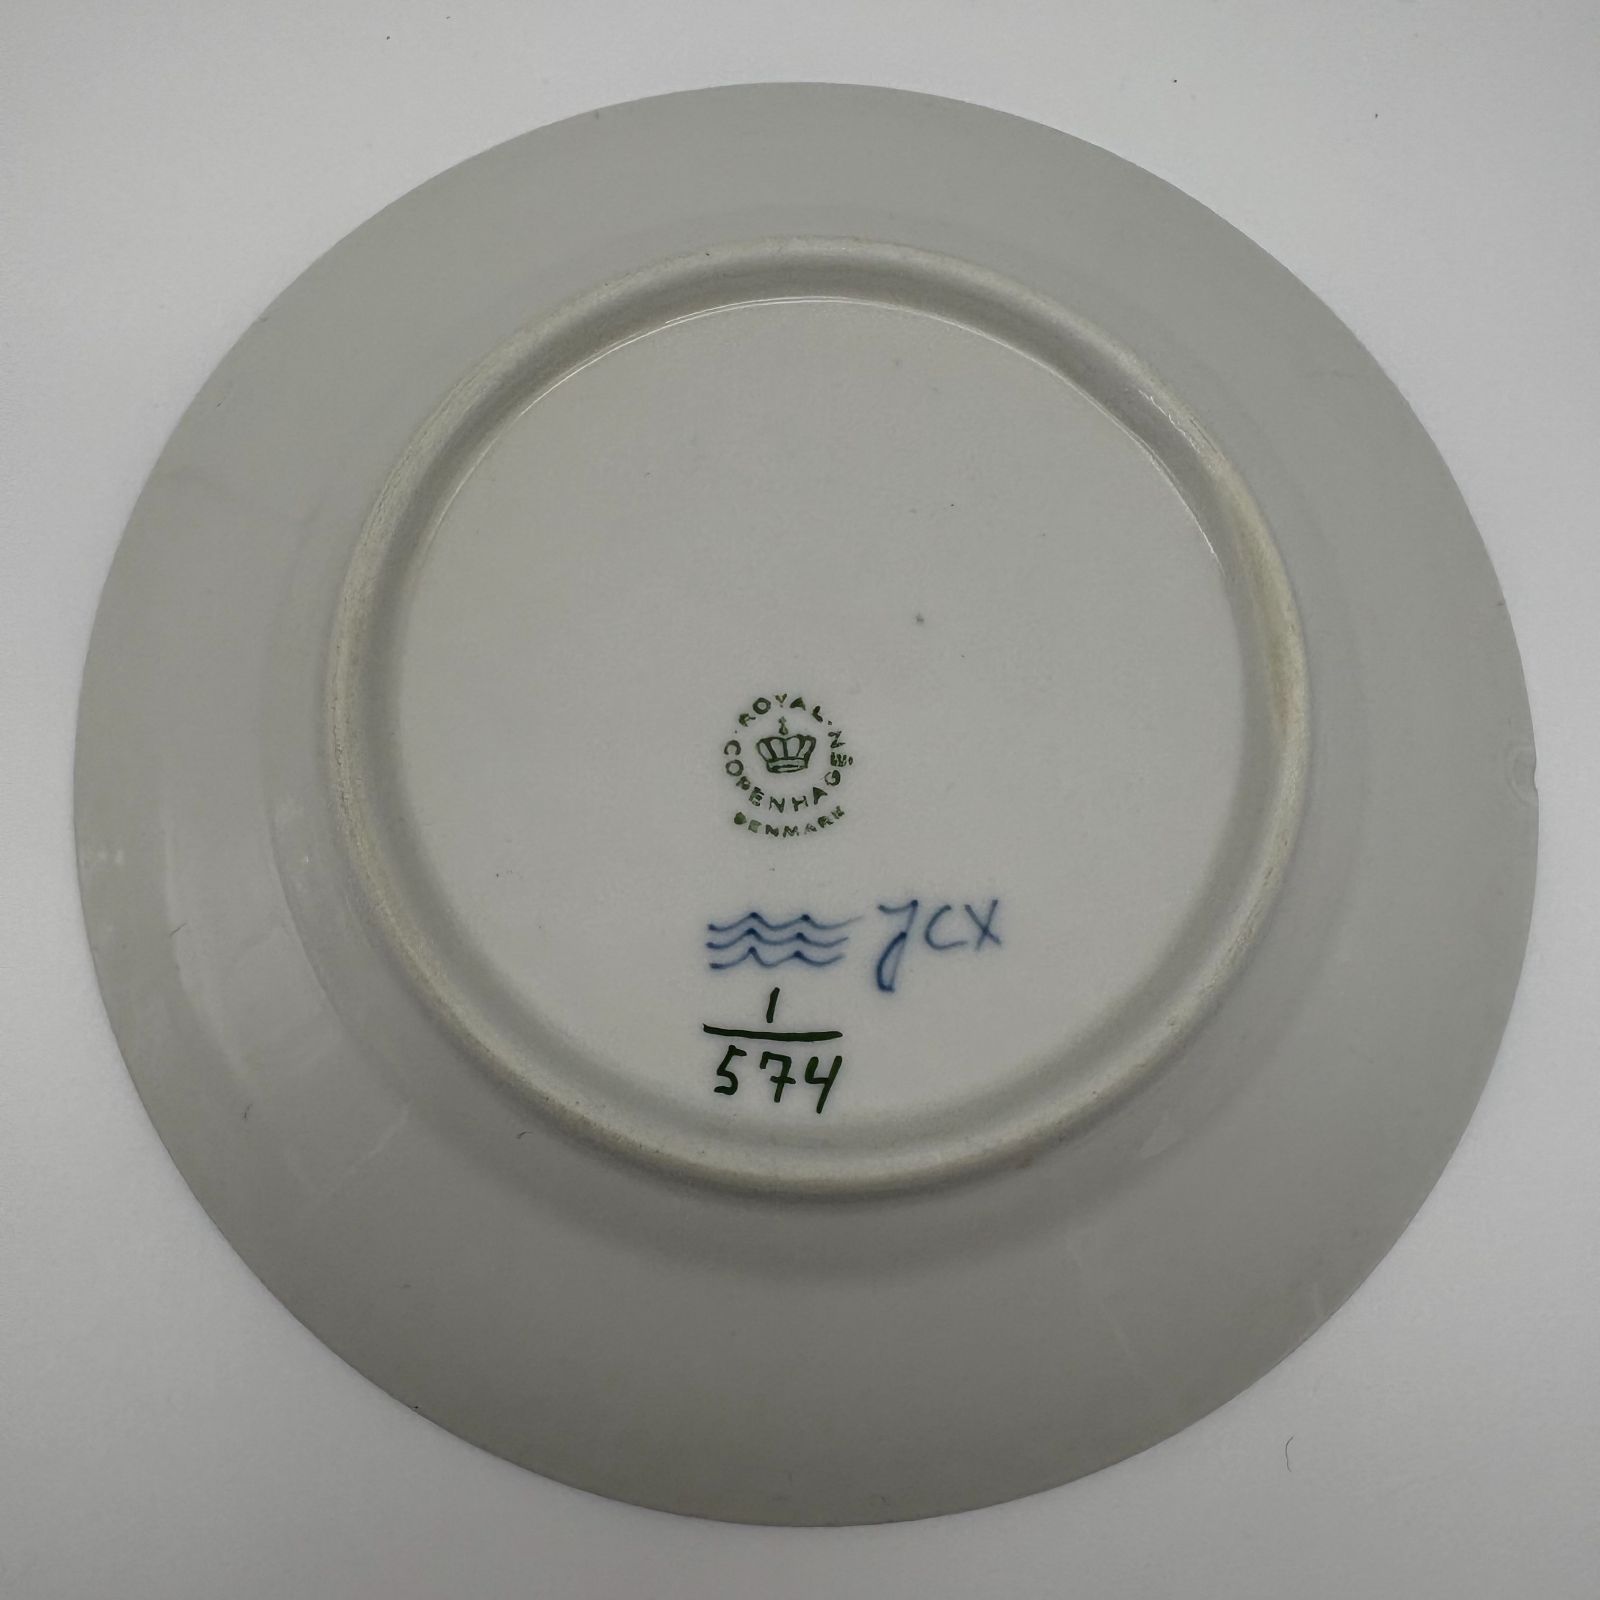 ROYAL
COPENHAGEN
DENMARK
JCX
1
574